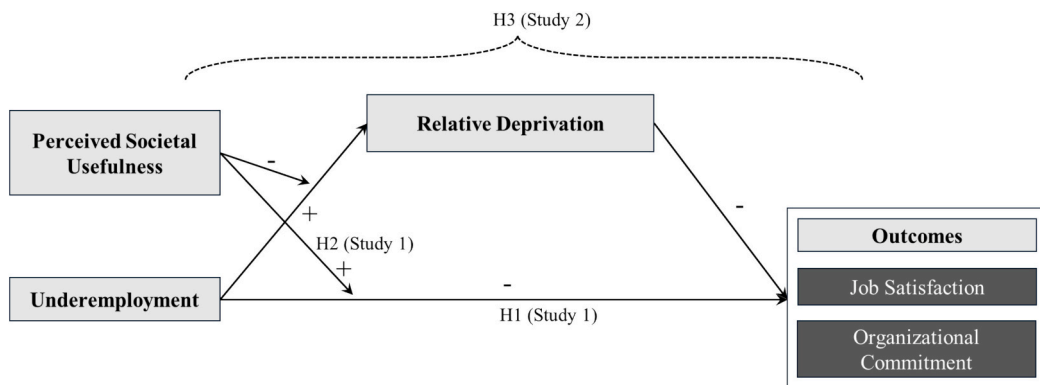 H3 (Study 2)
Perceived Societal
Usefulness
Relative Deprivation
-
+
H2 (Study 1)
+
-
Underemployment
-
H1 (Study 1)
Outcomes
Job Satisfaction
Organizational
Commitment